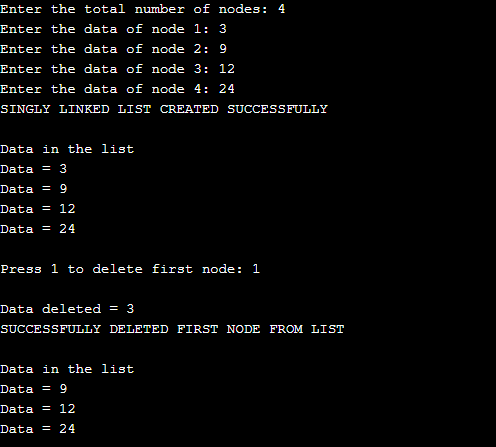 Enter the total number of nodes: 4
Enter the data of node 1: 3
Enter the data of node 2: 9
Enter the data of node 3: 12
Enter the data of node 4: 24
SINGLY LINKED LIST CREATED SUCCESSFULLY
Data in the list
Data = 3
Data = 9
Data = 12
Data = 24
Press 1 to delete first node: 1
Data deleted = 3
SUCCESSFULLY DELETED FIRST NODE FROM LIST
Data in the list
Data = 9
Data = 12
Data = 24